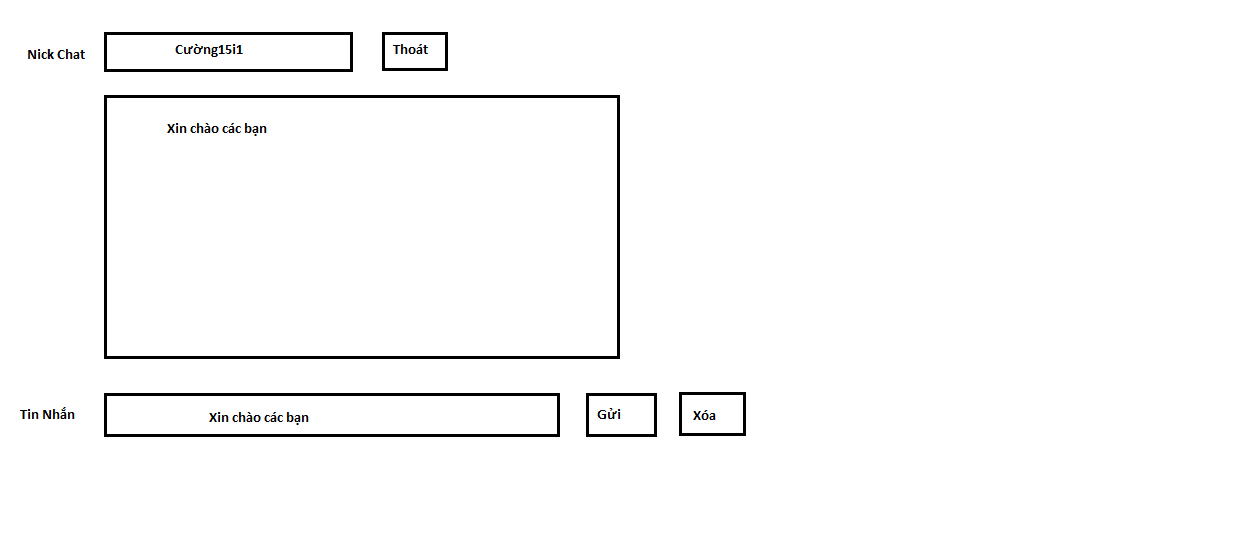 Nick Chat Cường15i1 Thoát
Xin chào các bạn
Tin Nhắn Xin chào các bạn Gửi Xóa